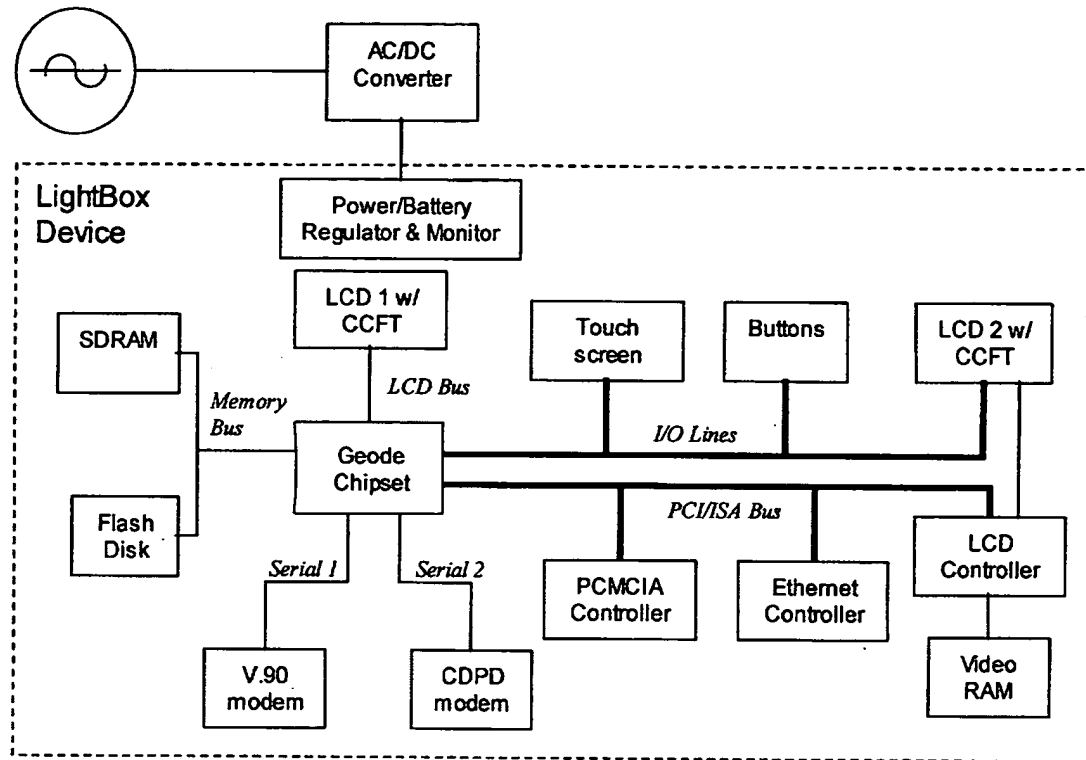 AC/DC
Converter
LightBox
Device
Power/Battery
Regulator & Monitor
LCD 1 w/
CCFT
Touch
screen
Buttons
LCD 2 w/
CCFT
SDRAM
LCD Bus
Memory
Bus
I/O Lines
Geode
Chipset
PCI/ISA Bus
Flash
Disk
LCD
Controller
Serial 1
Serial 2
PCMCIA
Controller
Ethernet
Controller
V.90
modem
CDPD
modem
Video
RAM